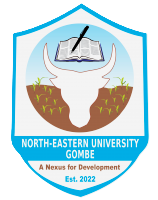 NORTH-EASTERN UNIVERSITY
GOMBE
A Nexus for Development
Est. 2022